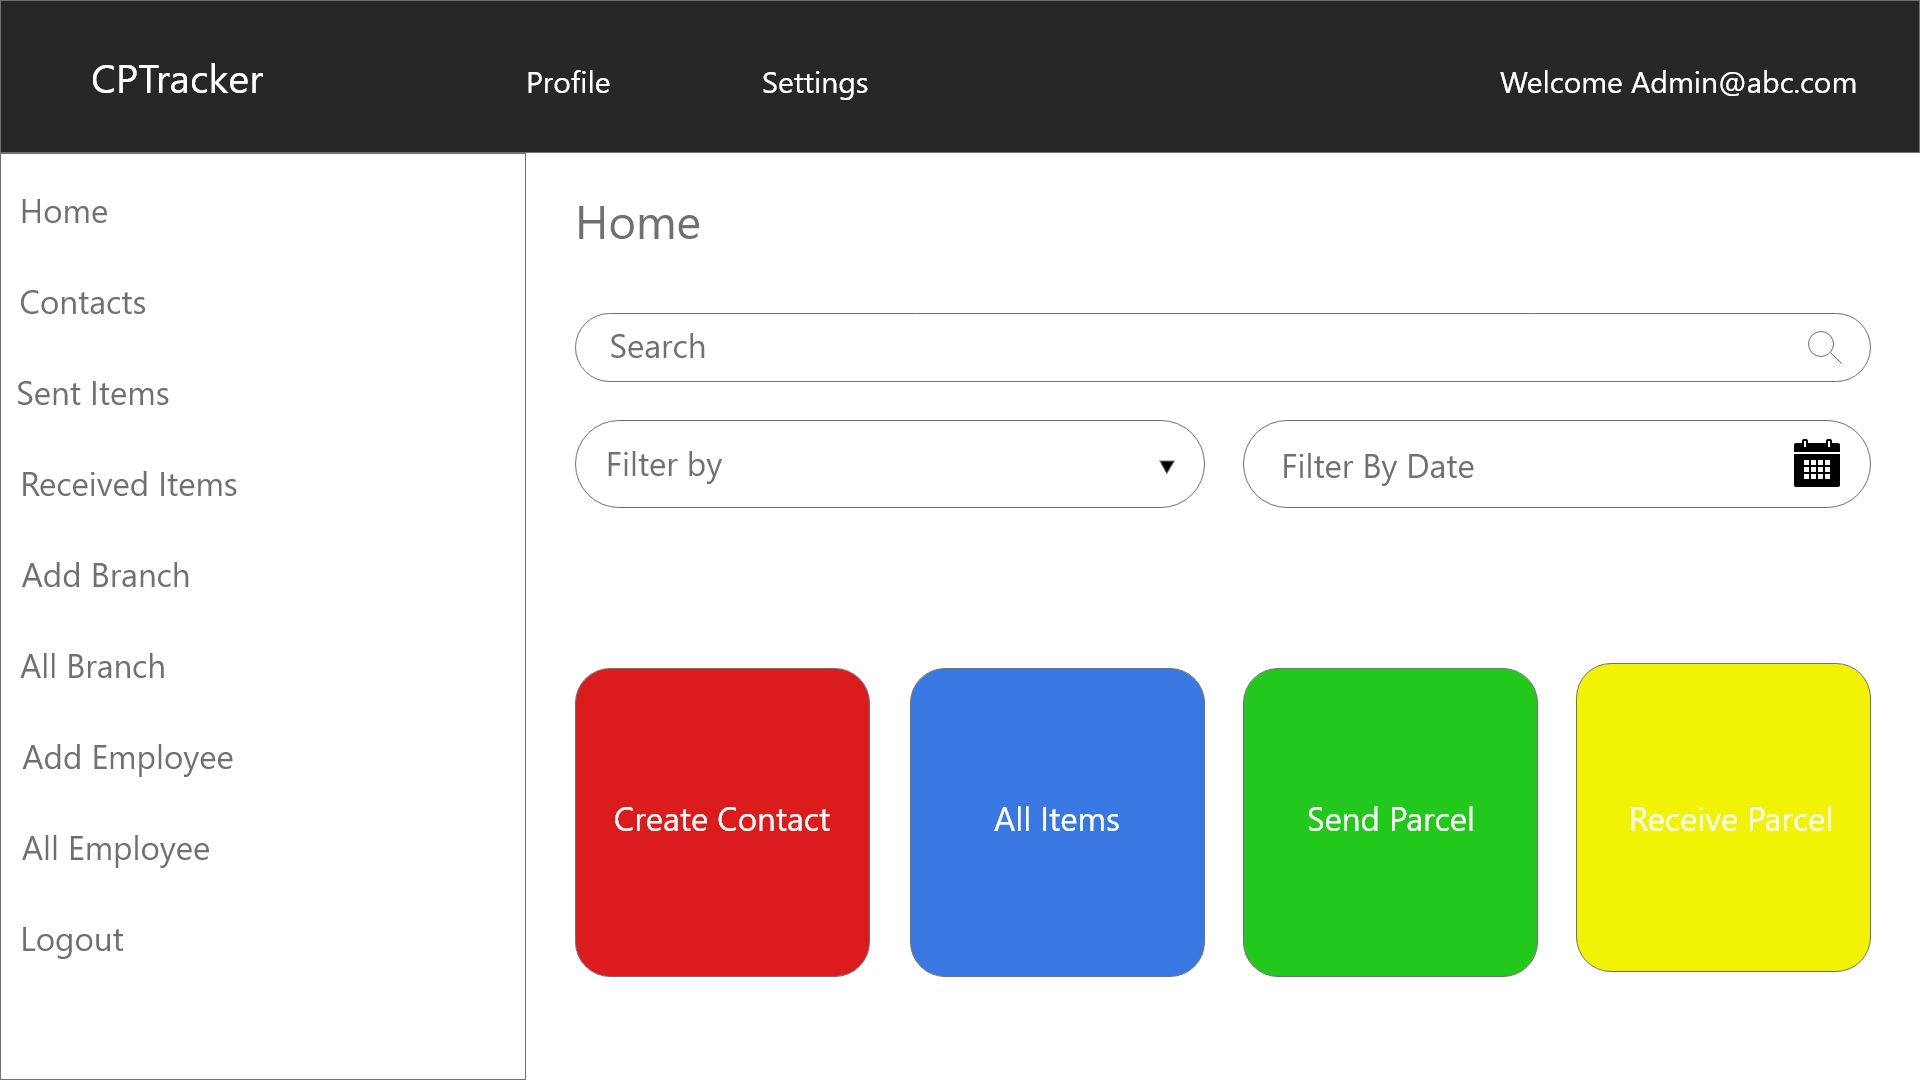 CPTracker
Profile
Settings
Welcome Admin@abc.com
Home
Contacts
Sent Items
Received Items
Add Branch
All Branch
Add Employee
All Employee
Logout
Home
Search
Filter by
Filter By Date
Create Contact
All Items
Send Parcel
Receive Parcel